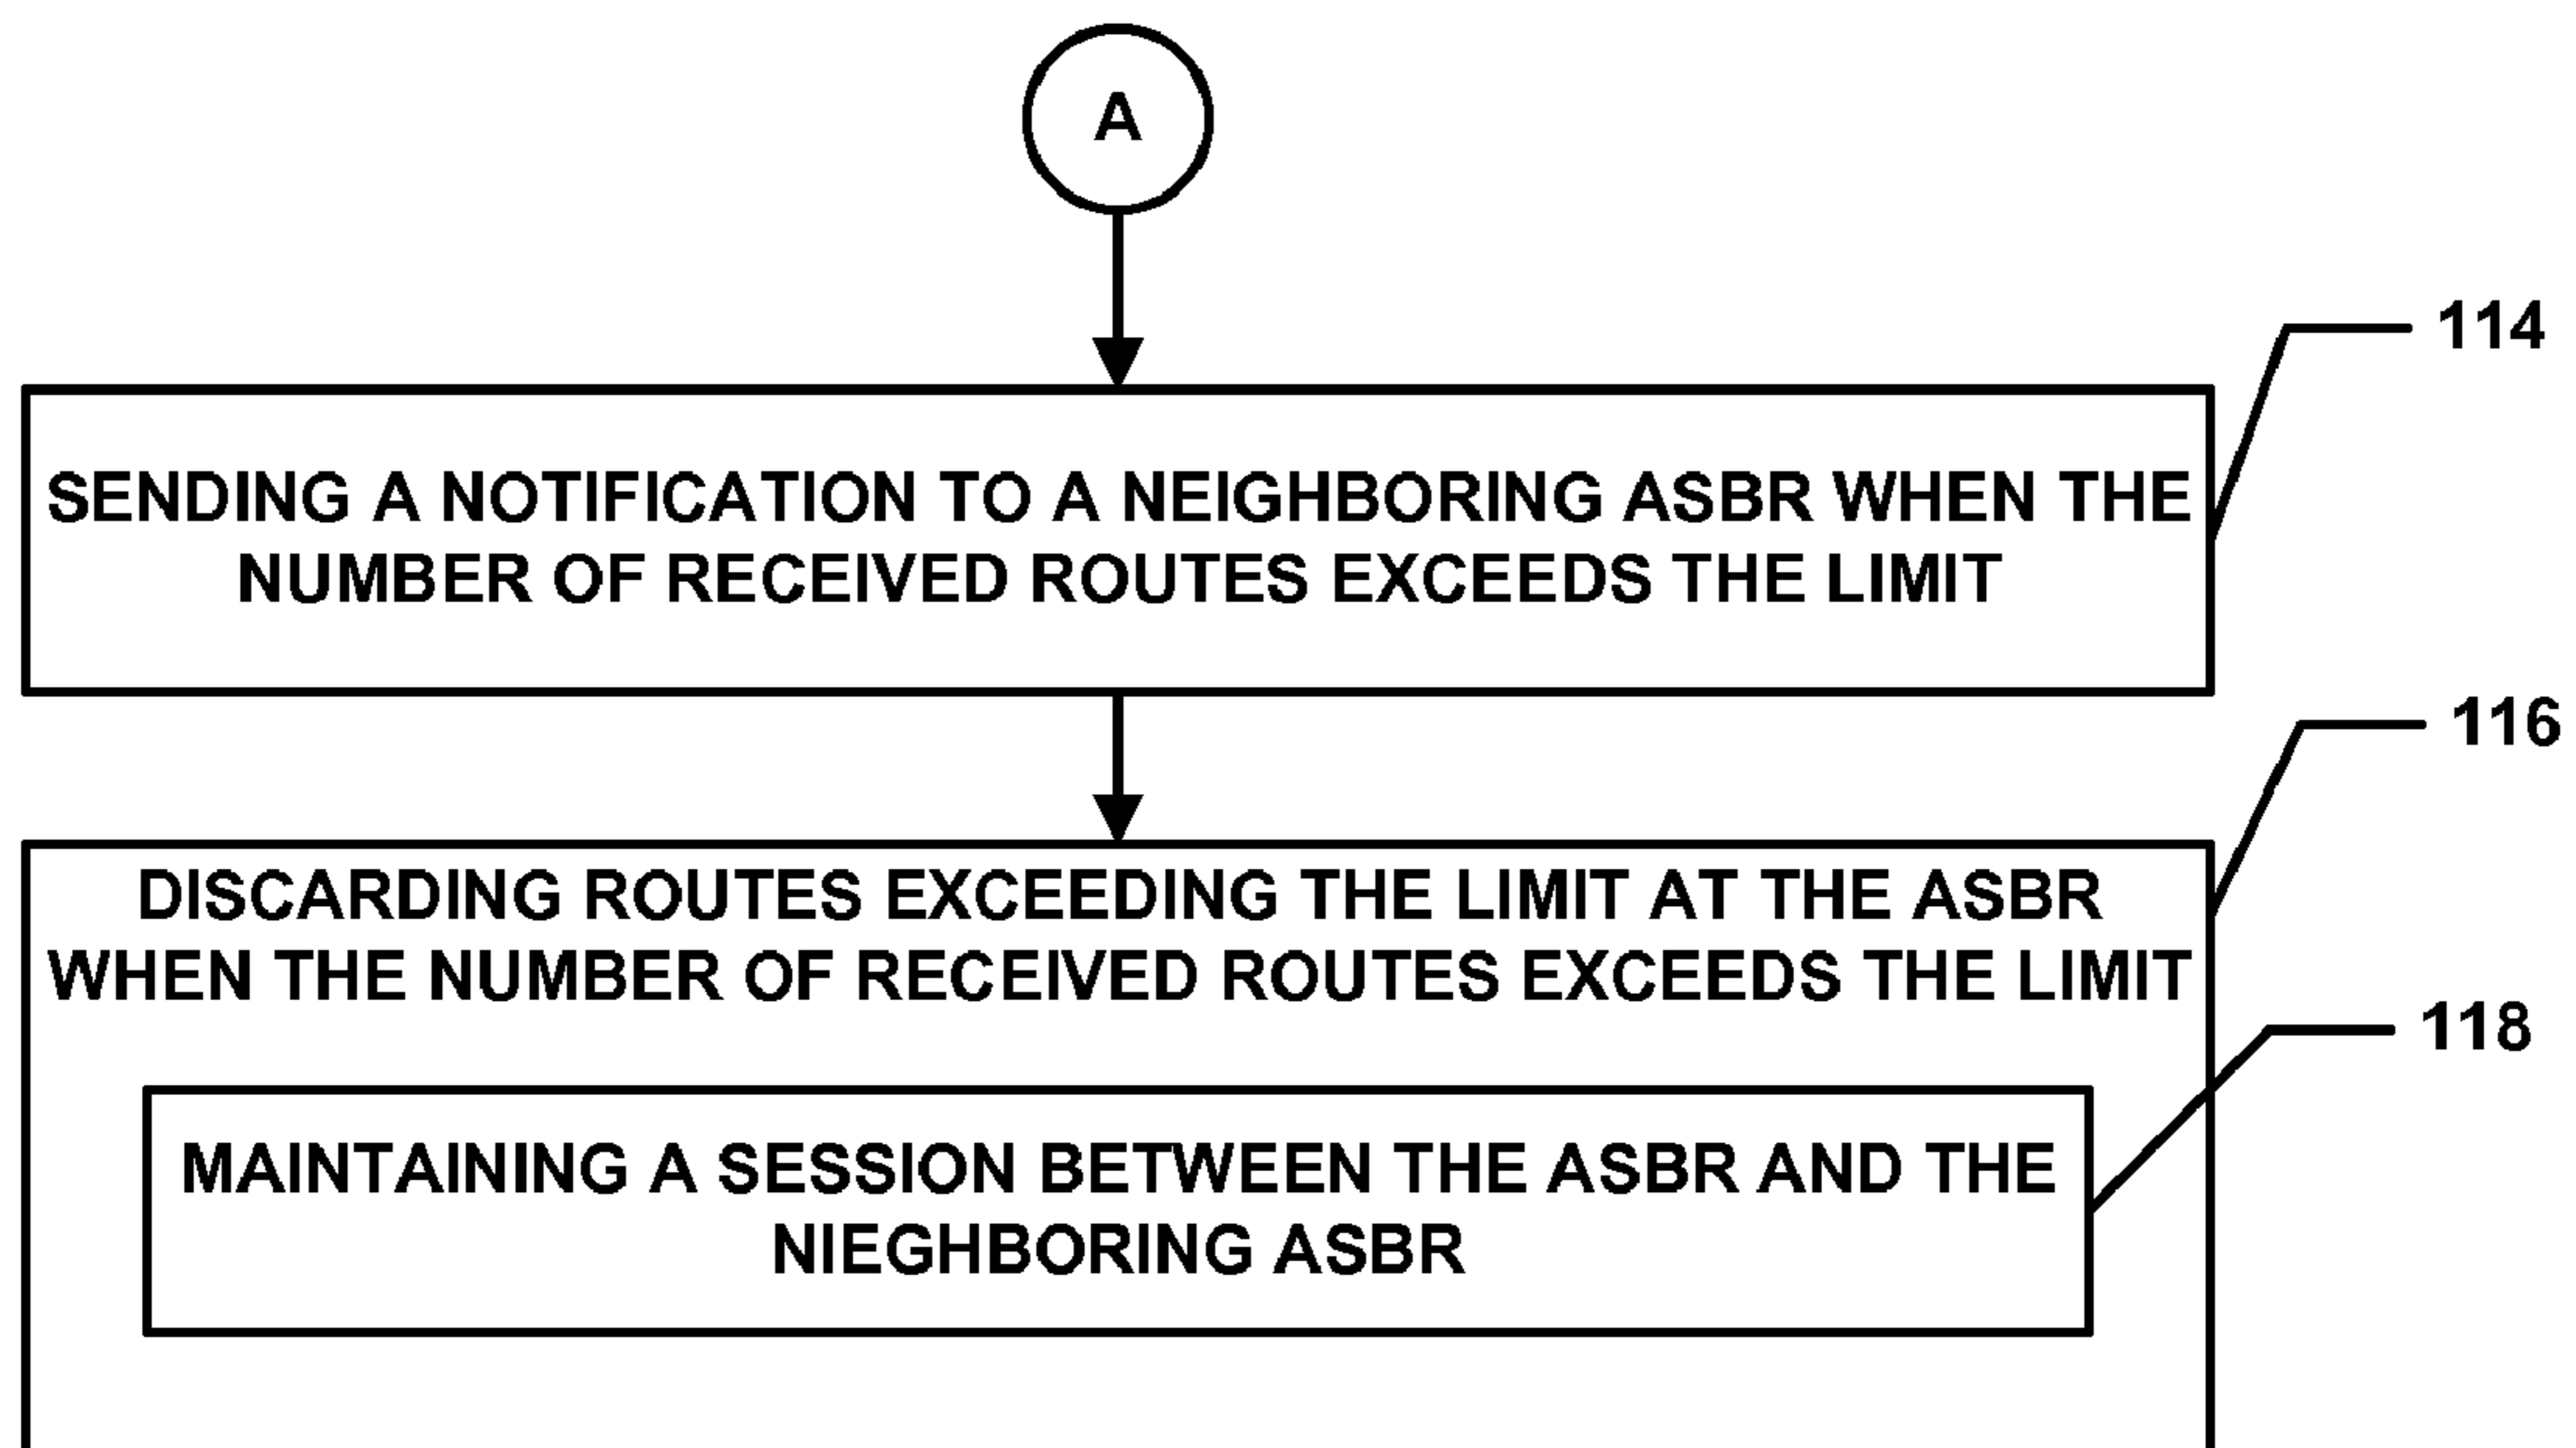 A
114
SENDING A NOTIFICATION TO A NEIGHBORING ASBR WHEN THE
NUMBER OF RECEIVED ROUTES EXCEEDS THE LIMIT
116
DISCARDING ROUTES EXCEEDING THE LIMIT AT THE ASBR
WHEN THE NUMBER OF RECEIVED ROUTES EXCEEDS THE LIMIT
118
MAINTAINING A SESSION BETWEEN THE ASBR AND THE
NIEGHBORING ASBR